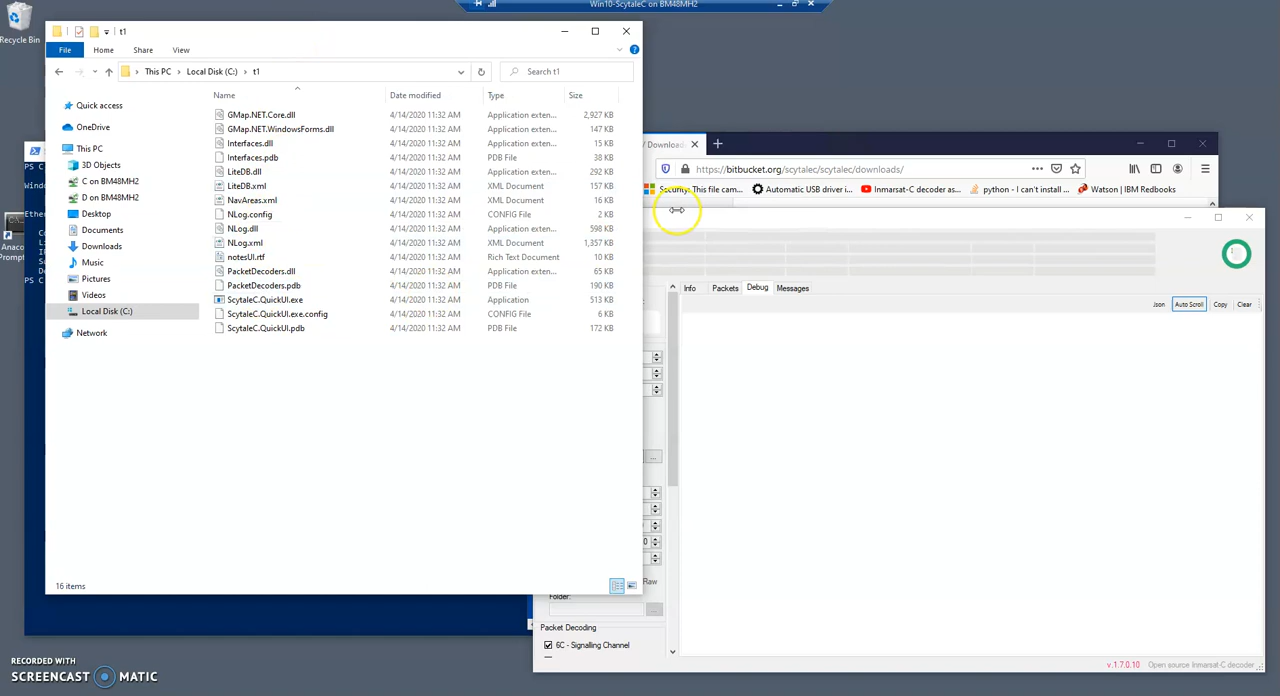 Win10-ScytaleC on BM48MH2
Recycle Bin
t1
File Home Share View
This PC Local Disk (C:) t1
Search t1
Name Date modified Type Size
Quick access
OneDrive
This PC
3D Objects
C on BM48MH2
D on BM48MH2
Desktop
Documents
Downloads
Music
Pictures
Videos
Local Disk (C:)
Network
GMap.NET.Core.dll 4/14/2020 11:32 AM Application exten... 2,927 KB
GMap.NET.WindowsForms.dll 4/14/2020 11:32 AM Application exten... 147 KB
Interfaces.dll 4/14/2020 11:32 AM Application exten... 15 KB
Interfaces.pdb 4/14/2020 11:32 AM PDB File 38 KB
LiteDB.dll 4/14/2020 11:32 AM Application exten... 292 KB
LiteDB.xml 4/14/2020 11:32 AM XML Document 157 KB
NavAreas.xml 4/14/2020 11:32 AM XML Document 16 KB
NLog.config 4/14/2020 11:32 AM CONFIG File 2 KB
NLog.dll 4/14/2020 11:32 AM Application exten... 598 KB
NLog.xml 4/14/2020 11:32 AM XML Document 1,357 KB
notesUI.rtf 4/14/2020 11:32 AM Rich Text Document 10 KB
PacketDecoders.dll 4/14/2020 11:32 AM Application exten... 65 KB
PacketDecoders.pdb 4/14/2020 11:32 AM PDB File 190 KB
ScytaleC.QuickUI.exe 4/14/2020 11:32 AM Application 513 KB
ScytaleC.QuickUI.exe.config 4/14/2020 11:32 AM CONFIG File 6 KB
ScytaleC.QuickUI.pdb 4/14/2020 11:32 AM PDB File 172 KB
16 items
PS C
Windo
Ethe
PS C
Anaco
Prompt
/ Download
https://bitbucket.org/scytalec/scytalec/downloads/
This file cam...
Automatic USB driver i...
Inmarsat-C decoder as...
python - I can't install ...
Watson | IBM Redbooks
Info Packets Debug Messages
Json Auto Scroll Copy Clear
Raw
Folder:
Packet Decoding
6C - Signalling Channel
v.1.7.0.10 Open source Inmarsat-C decoder
RECORDED WITH
SCREENCAST MATIC